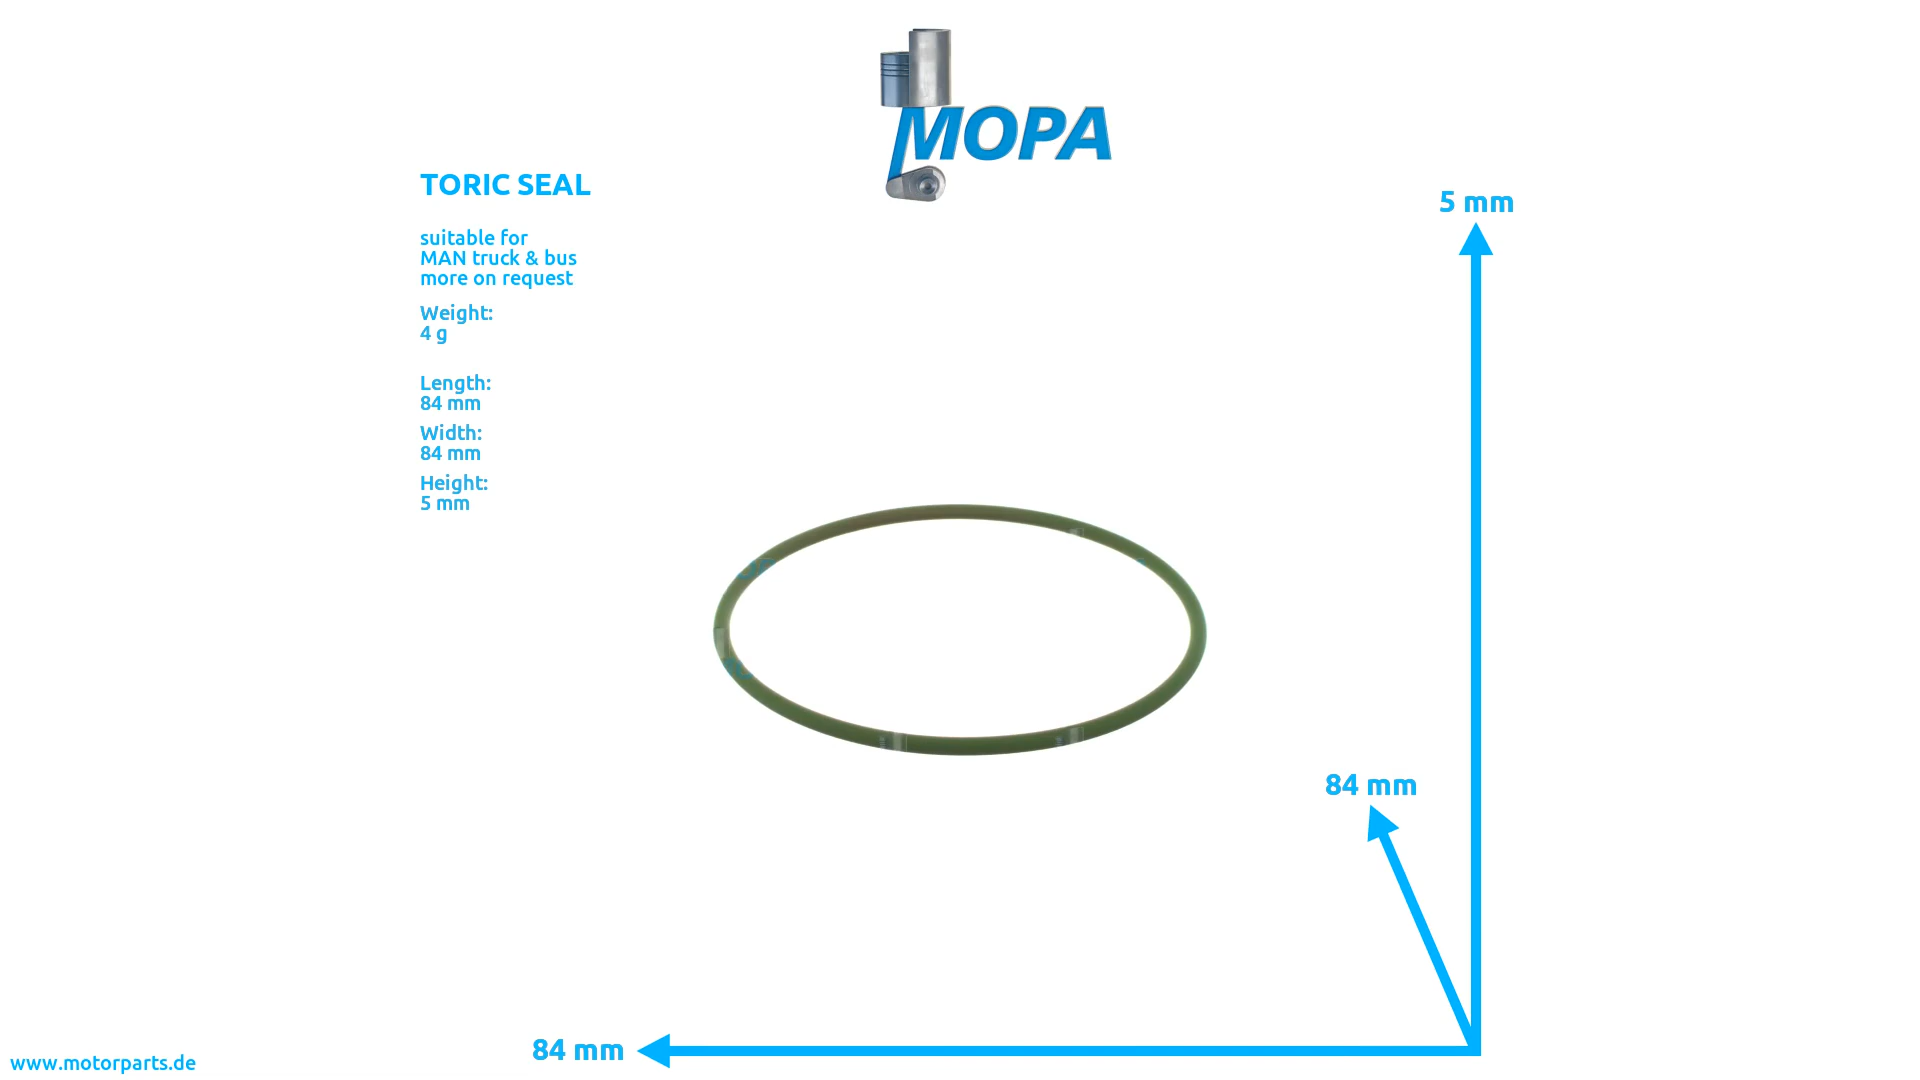 MOPA
TORIC SEAL
suitable for
MAN truck & bus
more on request
Weight:
4 g
Length:
84 mm
Width:
84 mm
Height:
5 mm
5 mm
84 mm
84 mm
www.motorparts.de